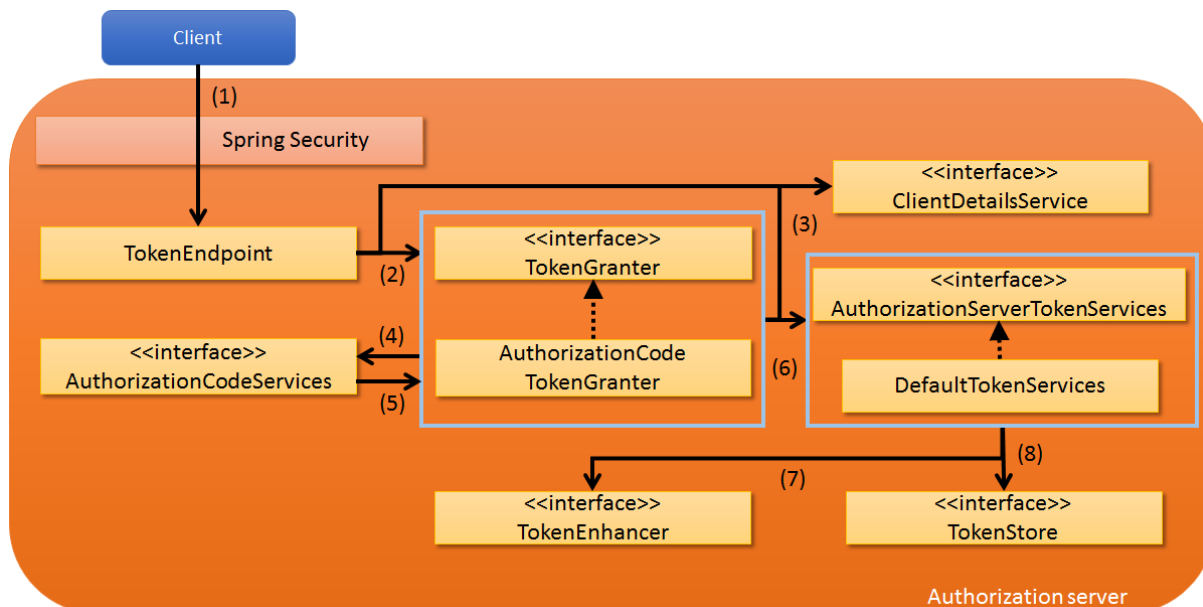 Client
(1)
Spring Security
<<interface>>
ClientDetailsService
(3)
TokenEndpoint
(2)
<<interface>>
TokenGranter
<<interface>>
AuthorizationServerTokenServices
(4)
<<interface>>
AuthorizationCodeServices
(5)
AuthorizationCode
TokenGranter
(6)
DefaultTokenServices
(7)
(8)
<<interface>>
TokenEnhancer
<<interface>>
TokenStore
Authorization server